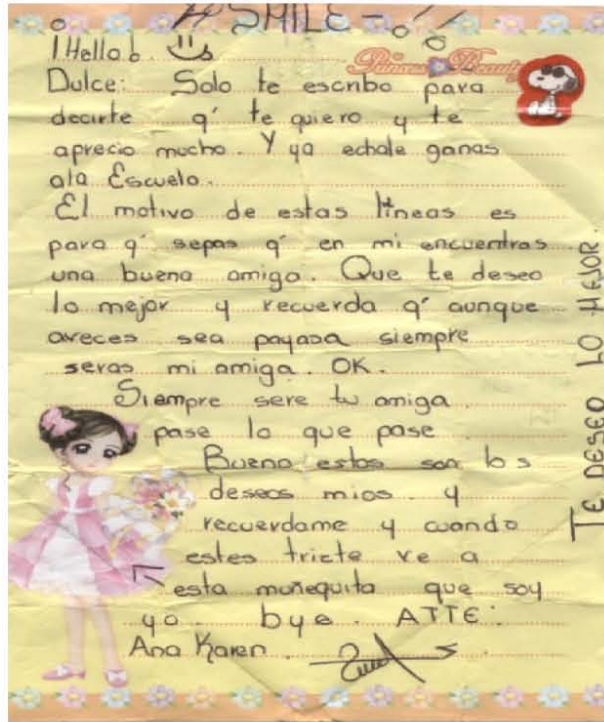 SMILE -
¡Hello!
Princess Beauty
Dulce: Solo te escribo para
decirte q' te quiero y te
aprecio mucho. Y ya echale ganas
ala Escuela.
El motivo de estas lineas es
para q' sepas q' en mi encuentras
una buena amiga. Que te deseo
lo mejor y recuerda q' aunque
aveces sea payasa siempre
seras mi amiga. OK.
Siempre sere tu amiga
pase lo que pase
Bueno estos son los
deseos mios. y
recuerdame y cuando
estes triste ve a
esta muñequita que soy
yo. bye. ATTE:
Ana Karen.
TE DESEO LO MEJOR.